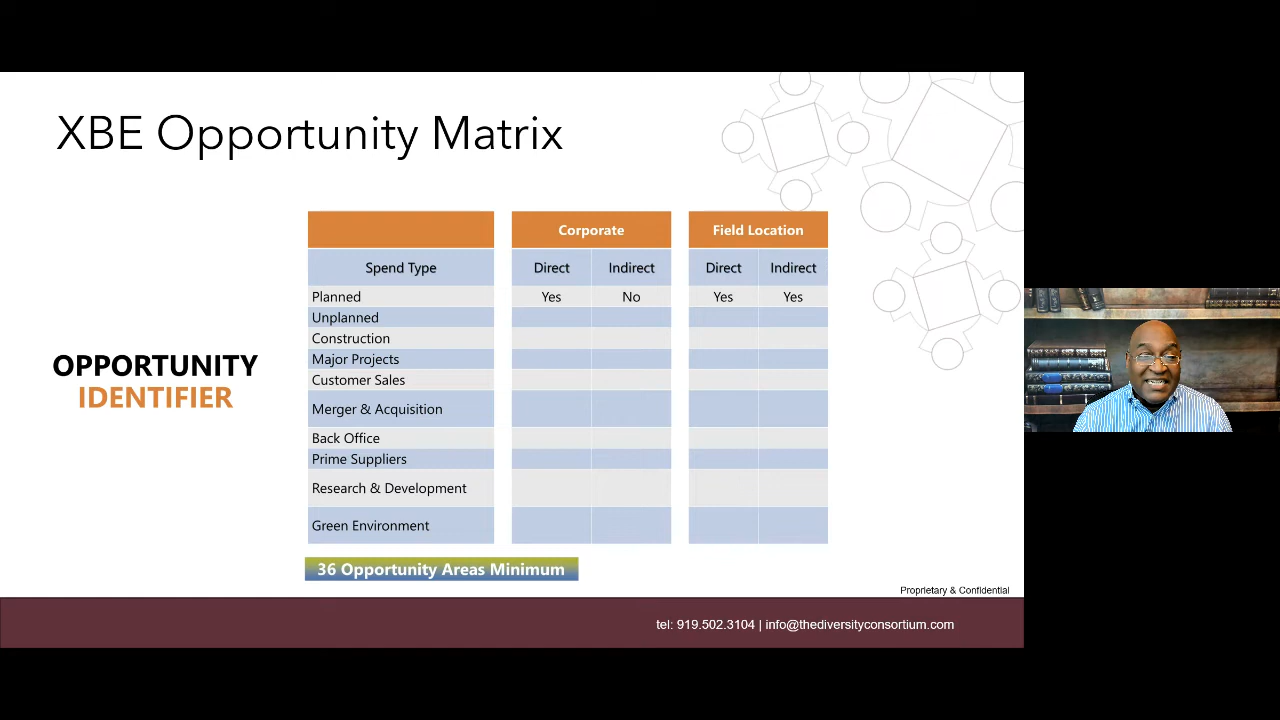 XBE Opportunity Matrix
OPPORTUNITY
IDENTIFIER
Corporate Field Location
Spend Type Direct Indirect Direct Indirect
Planned Yes No Yes Yes
Unplanned
Construction
Major Projects
Customer Sales
Merger & Acquisition
Back Office
Prime Suppliers
Research & Development
Green Environment
36 Opportunity Areas Minimum
Proprietary & Confidential
tel: 919.502.3104 | info@thediversityconsortium.com